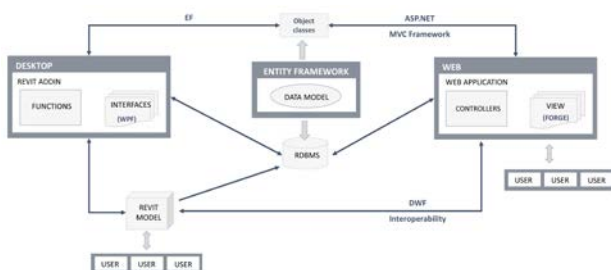 EF
Object
classes
ASP.NET
MVC Framework
DESKTOP
REVIT ADDIN
FUNCTIONS
INTERFACES
(WPF)
ENTITY FRAMEWORK
DATA MODEL
WEB
WEB APPLICATION
CONTROLLERS
VIEW
(FORGE)
RDBMS
USER USER USER
REVIT
MODEL
DWF
Interoperability
USER USER USER